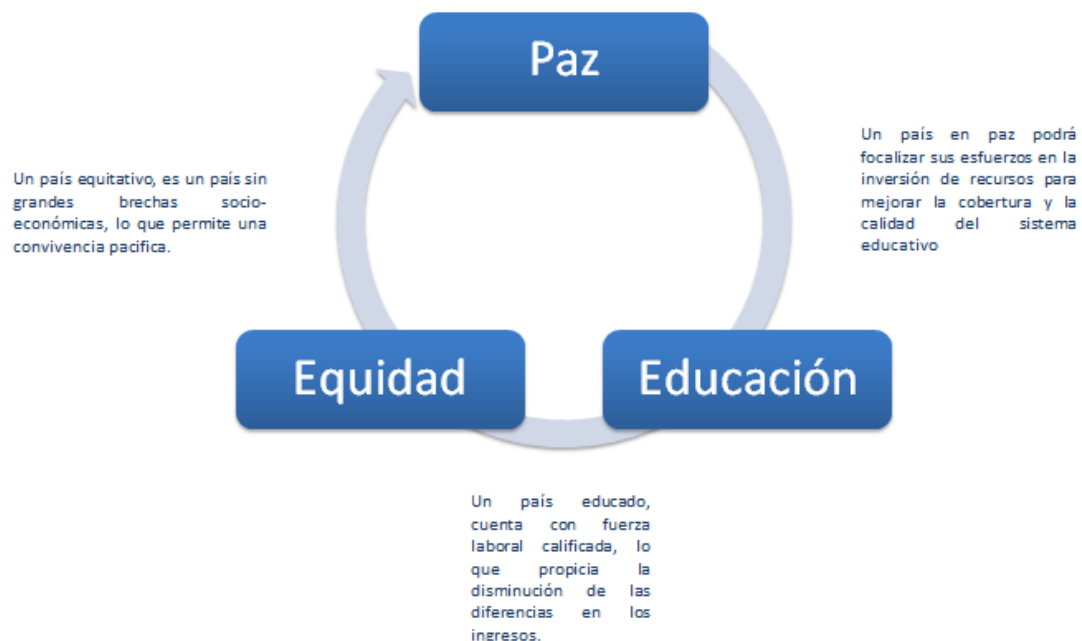 Paz
Un país en paz podrá
focalizar sus esfuerzos en la
inversión de recursos para
mejorar la cobertura y la
calidad del sistema
educativo
Un país equitativo, es un país sin
grandes brechas socio-
económicas, lo que permite una
convivencia pacifica.
Equidad
Educación
Un país educado,
cuenta con fuerza
laboral calificada, lo
que propicia la
disminución de las
diferencias en los
ingresos.